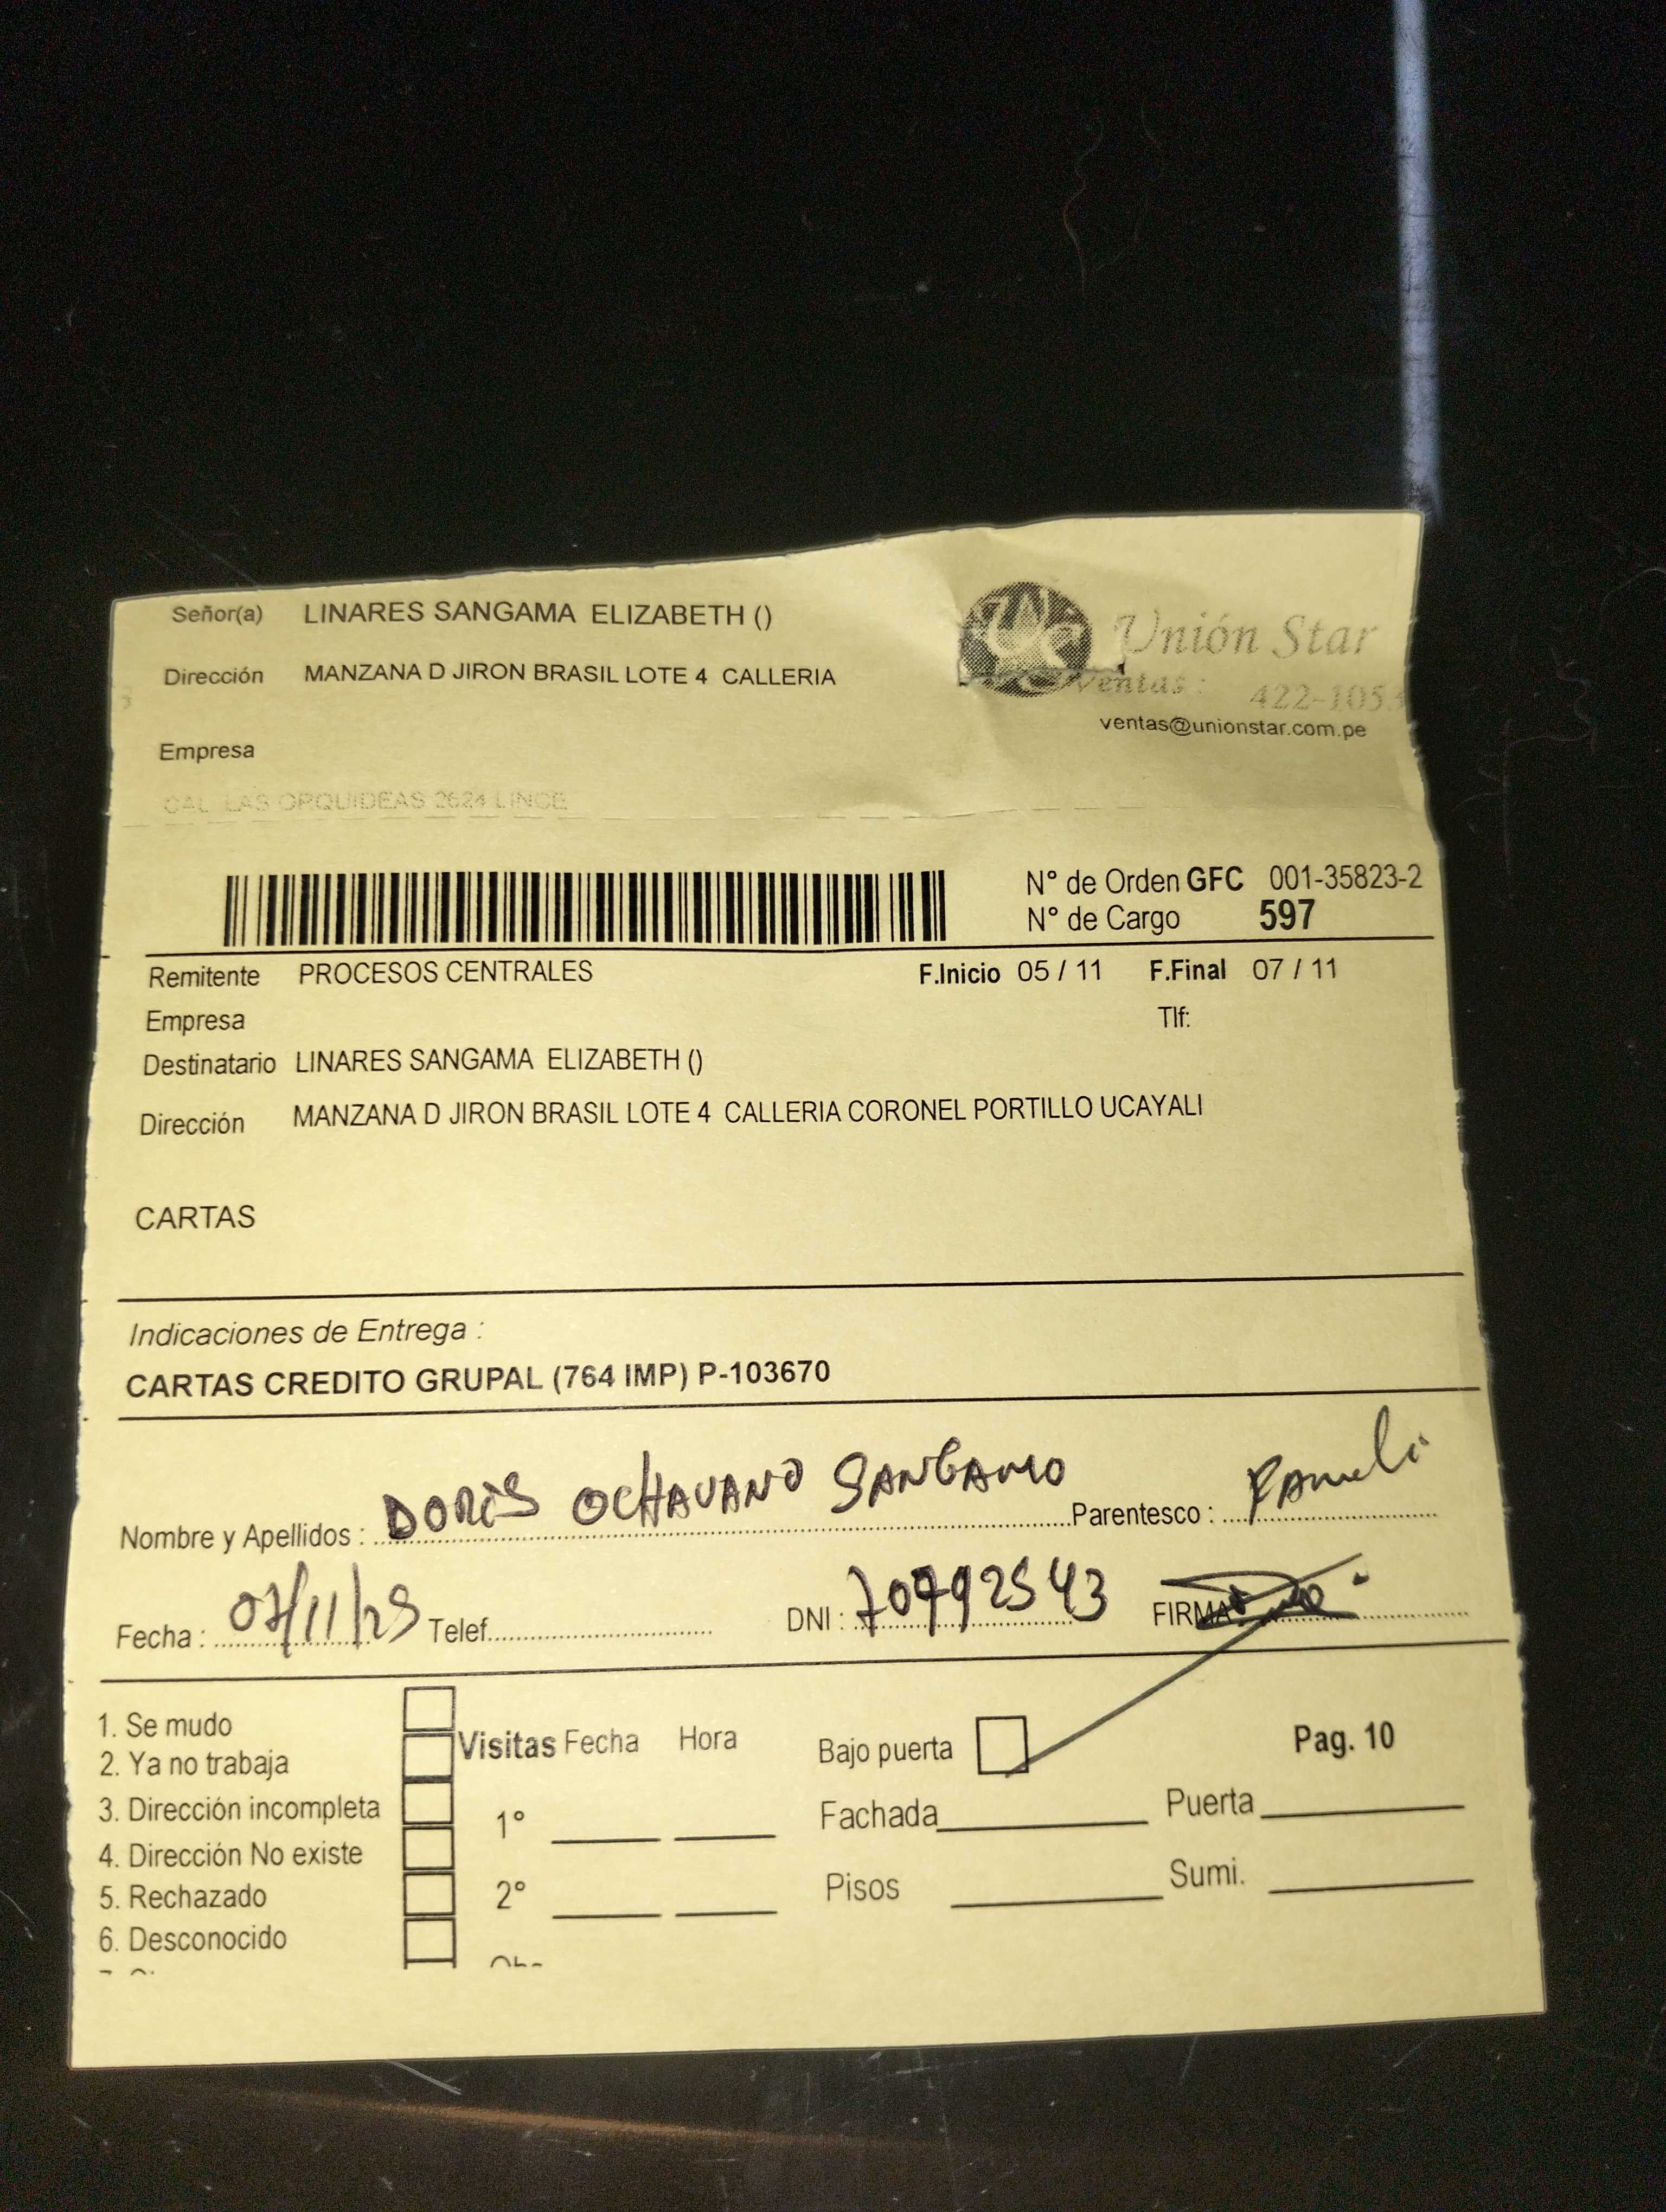 Señor(a) LINARES SANGAMA ELIZABETH ()
Unión Star
Dirección MANZANA D JIRON BRASIL LOTE 4 CALLERIA
Ventas: 422-105
ventas@unionstar.com.pe
Empresa
CAL LAS ORQUIDEAS 2624 LINCE
N° de Orden GFC 001-35823-2
N° de Cargo 597
Remitente PROCESOS CENTRALES F.Inicio 05 / 11 F.Final 07 / 11
Empresa Tlf:
Destinatario LINARES SANGAMA ELIZABETH ()
Dirección MANZANA D JIRON BRASIL LOTE 4 CALLERIA CORONEL PORTILLO UCAYALI
CARTAS
Indicaciones de Entrega :
CARTAS CREDITO GRUPAL (764 IMP) P-103670
Nombre y Apellidos : DORIS OCHAVANO SANGAMO Parentesco :
Fecha : 07/11/25 Telef. DNI : 70792543 FIRMA
1. Se mudo
2. Ya no trabaja
3. Dirección incompleta
4. Dirección No existe
5. Rechazado
6. Desconocido
Visitas Fecha Hora
1°
2°
Bajo puerta Pag. 10
Fachada Puerta
Pisos Sumi.